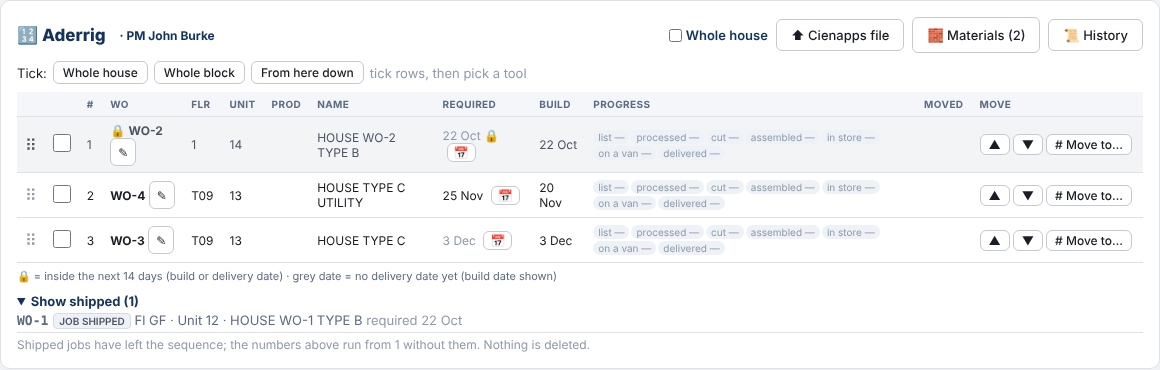 🔢 Aderrig · PM John Burke Whole house ⬆ Cienapps file 🧱 Materials (2) 📜 History
Tick: Whole house Whole block From here down tick rows, then pick a tool
# WO FLR UNIT PROD NAME REQUIRED BUILD PROGRESS MOVED MOVE
1 🔒 WO-2 ✎ 1 14 HOUSE WO-2 TYPE B 22 Oct 🔒 📅 22 Oct list — processed — cut — assembled — in store — on a van — delivered — ▲ ▼ # Move to...
2 WO-4 ✎ T09 13 HOUSE TYPE C UTILITY 25 Nov 📅 20 Nov list — processed — cut — assembled — in store — on a van — delivered — ▲ ▼ # Move to...
3 WO-3 ✎ T09 13 HOUSE TYPE C 3 Dec 📅 3 Dec list — processed — cut — assembled — in store — on a van — delivered — ▲ ▼ # Move to...
🔒 = inside the next 14 days (build or delivery date) · grey date = no delivery date yet (build date shown)
▼ Show shipped (1)
WO-1 JOB SHIPPED FI GF · Unit 12 · HOUSE WO-1 TYPE B required 22 Oct
Shipped jobs have left the sequence; the numbers above run from 1 without them. Nothing is deleted.